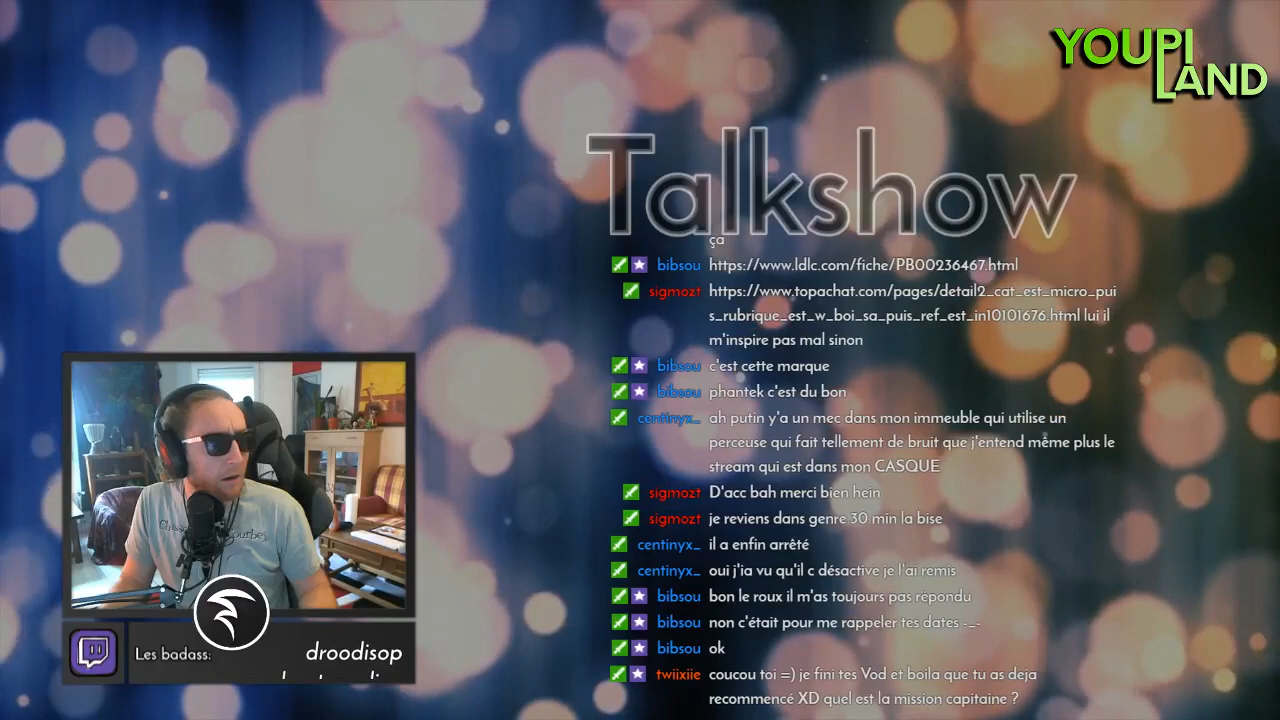 YOUPI
LAND
Talkshow
ça
bibsou https://www.ldlc.com/fiche/PB00236467.html
sigmozt https://www.topachat.com/pages/detail2_cat_est_micro_pui
s_rubrique_est_w_boi_sa_puis_ref_est_in10101676.html lui il
m'inspire pas mal sinon
bibsou c'est cette marque
bibsou phantek c'est du bon
centinyx_ ah putin y'a un mec dans mon immeuble qui utilise un
perceuse qui fait tellement de bruit que j'entend même plus le
stream qui est dans mon CASQUE
sigmozt D'acc bah merci bien hein
sigmozt je reviens dans genre 30 min la bise
centinyx_ il a enfin arrêté
centinyx_ oui j'ia vu qu'il c désactive je l'ai remis
bibsou bon le roux il m'as toujours pas répondu
bibsou non c'était pour me rappeler tes dates -_-
bibsou ok
twiixiie coucou toi =) je fini tes Vod et boila que tu as deja
recommencé XD quel est la mission capitaine ?
Les badass: droodisop